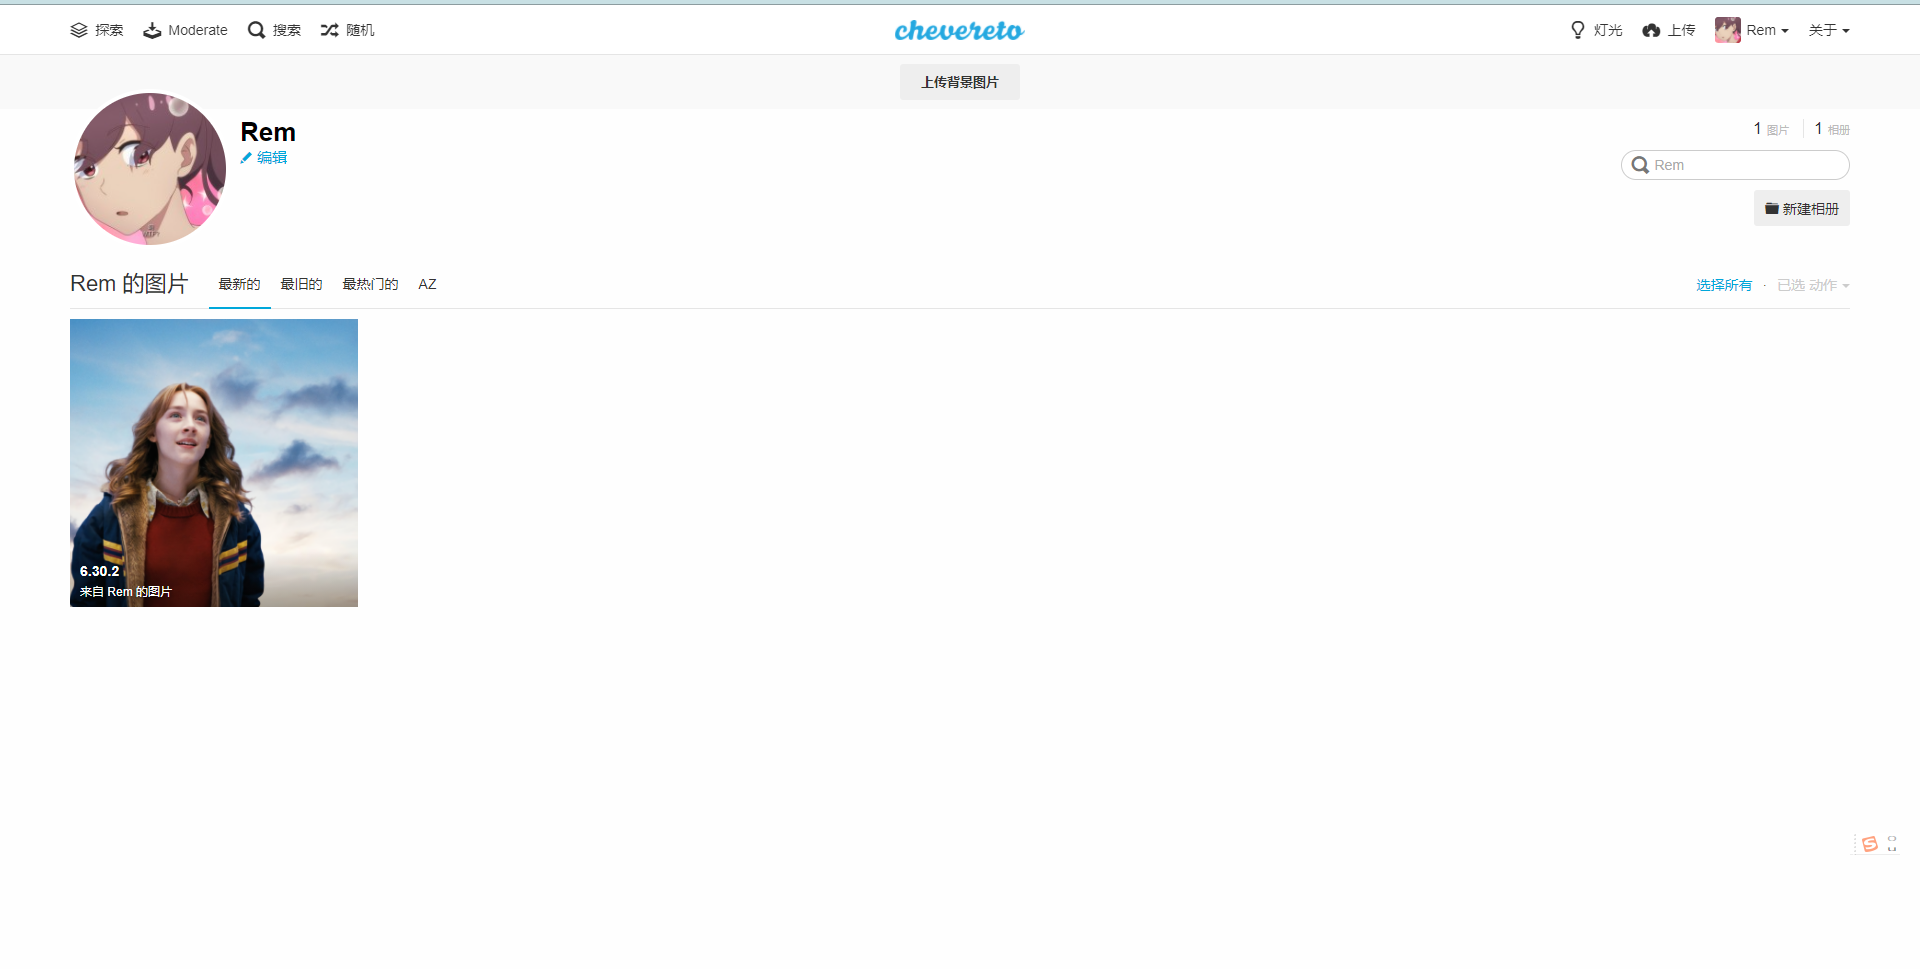 探索 Moderate 搜索 随机 chevereto 灯光 上传 Rem 关于
上传背景图片
Rem
编辑
1 图片 1 相册
Rem
新建相册
Rem 的图片 最新的 最旧的 最热门的 AZ 选择所有 · 已选 动作
6.30.2
来自 Rem 的图片